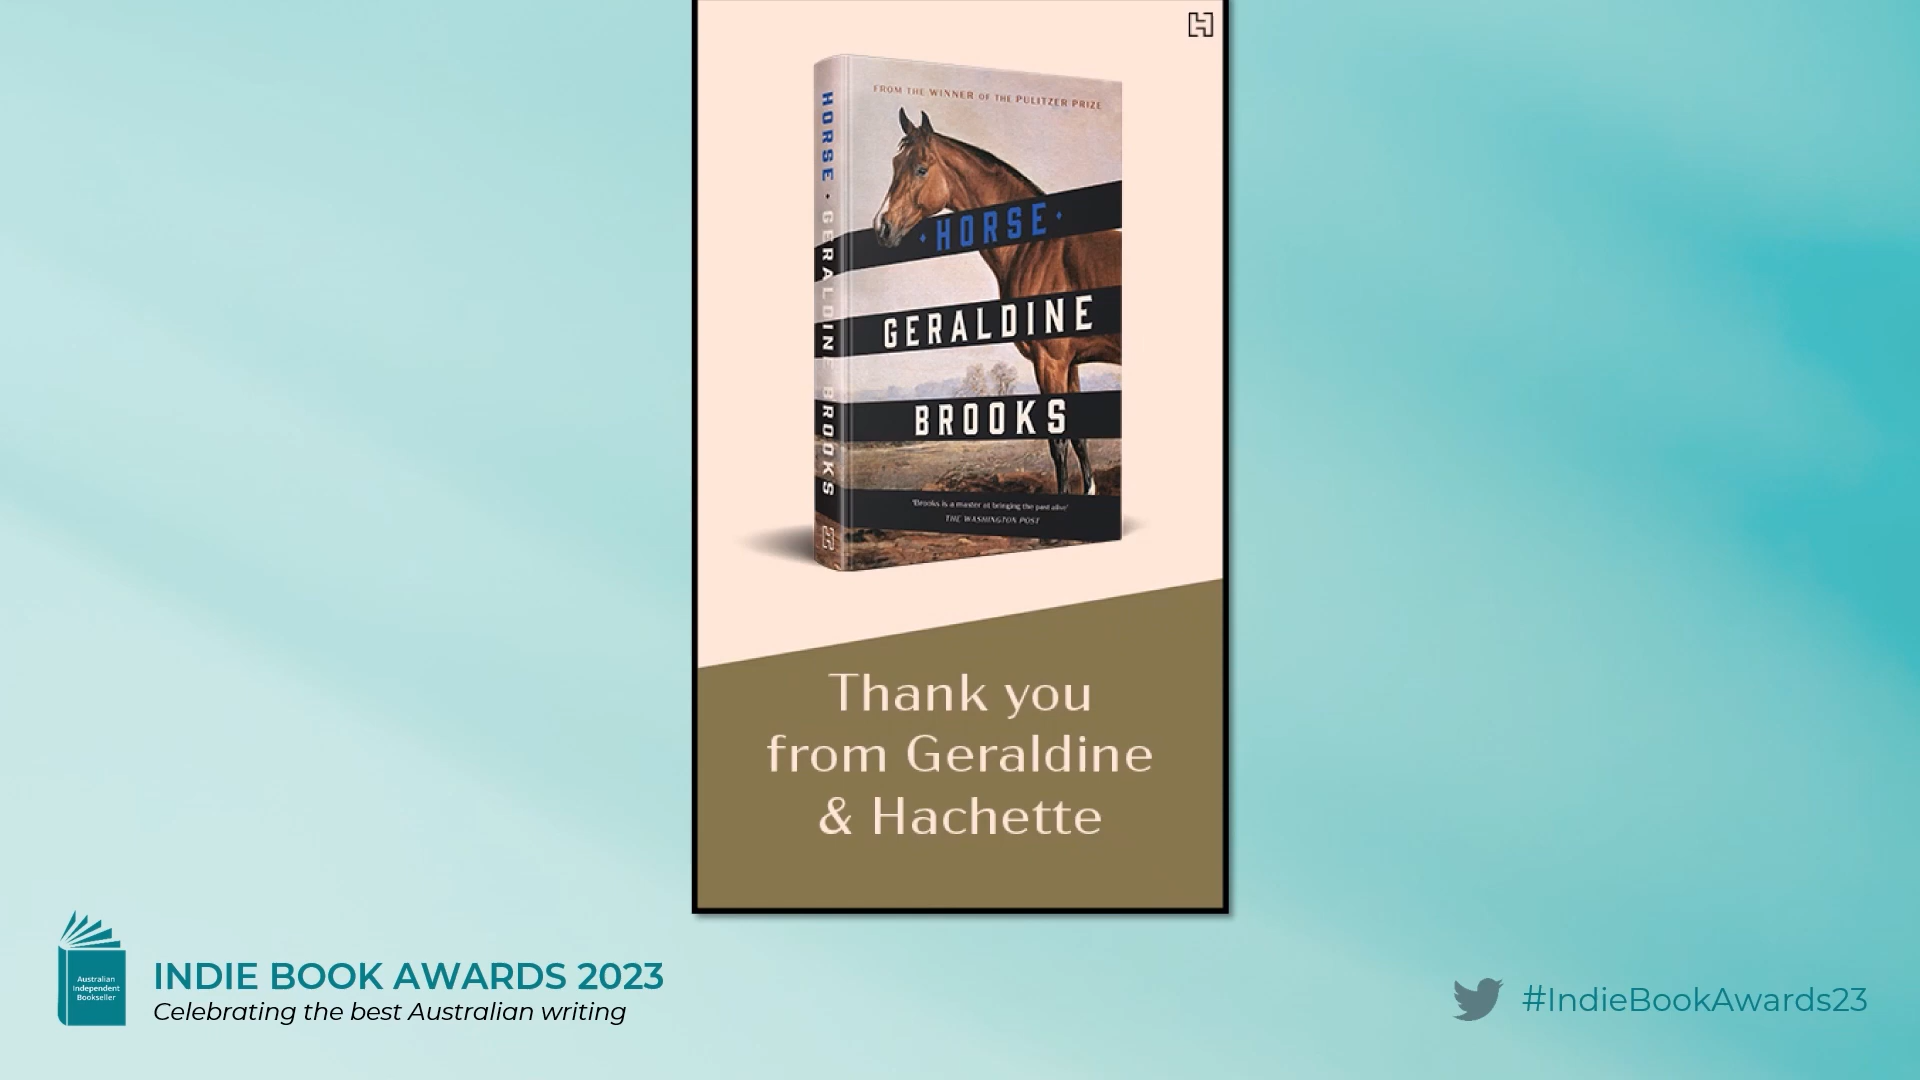 FROM THE WINNER OF THE PULITZER PRIZE
HORSE • GERALDINE BROOKS
•HORSE•
GERALDINE
BROOKS
'Brooks is a master at bringing the past alive'
THE WASHINGTON POST
Thank you
from Geraldine
& Hachette
Australian
Independent
Bookseller
INDIE BOOK AWARDS 2023
Celebrating the best Australian writing
#IndieBookAwards23